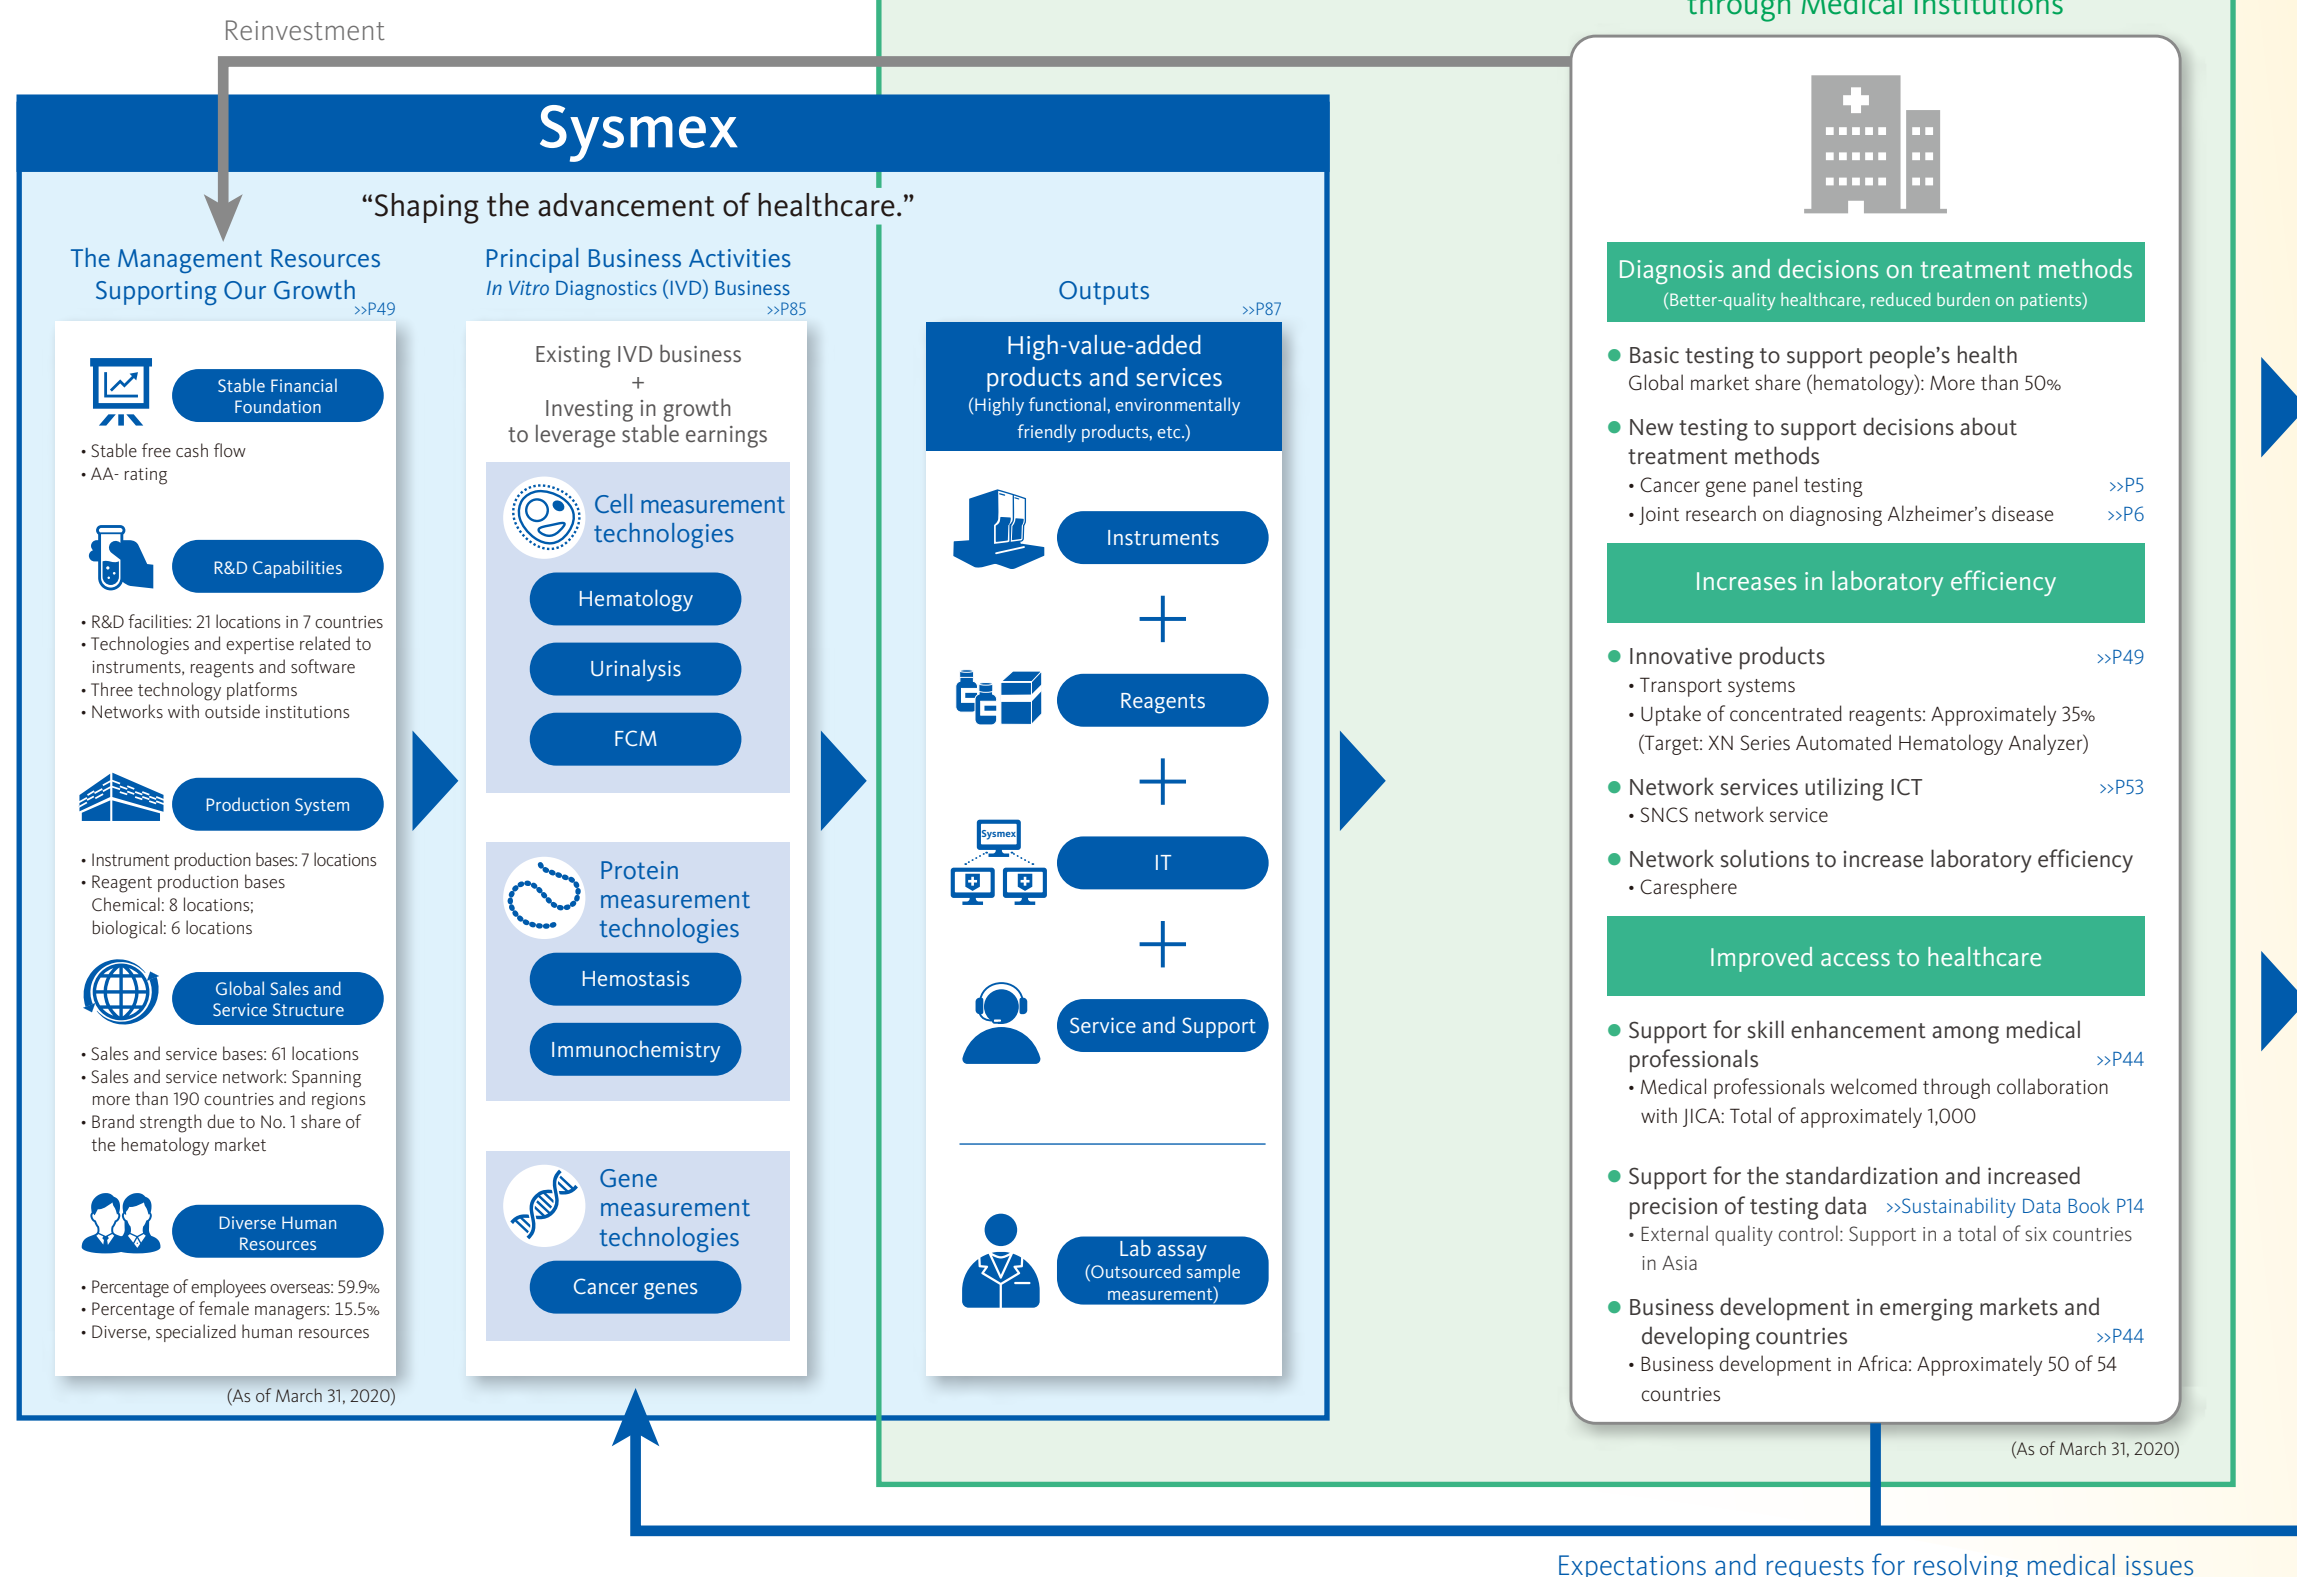 through Medical Institutions
Reinvestment
Sysmex
“Shaping the advancement of healthcare.”
The Management Resources
Supporting Our Growth
>>P49
Stable Financial
Foundation
• Stable free cash flow
• AA- rating
R&D Capabilities
• R&D facilities: 21 locations in 7 countries
• Technologies and expertise related to
instruments, reagents and software
• Three technology platforms
• Networks with outside institutions
Production System
• Instrument production bases: 7 locations
• Reagent production bases
Chemical: 8 locations;
biological: 6 locations
Global Sales and
Service Structure
• Sales and service bases: 61 locations
• Sales and service network: Spanning
more than 190 countries and regions
• Brand strength due to No. 1 share of
the hematology market
Diverse Human
Resources
• Percentage of employees overseas: 59.9%
• Percentage of female managers: 15.5%
• Diverse, specialized human resources
(As of March 31, 2020)
Principal Business Activities
In Vitro Diagnostics (IVD) Business
>>P85
Existing IVD business
+
Investing in growth
to leverage stable earnings
Cell measurement
technologies
Hematology
Urinalysis
FCM
Protein
measurement
technologies
Hemostasis
Immunochemistry
Gene
measurement
technologies
Cancer genes
Outputs
>>P87
High-value-added
products and services
(Highly functional, environmentally
friendly products, etc.)
Instruments
+
Reagents
+
Sysmex
IT
+
Service and Support
Lab assay
(Outsourced sample
measurement)
Diagnosis and decisions on treatment methods
(Better-quality healthcare, reduced burden on patients)
● Basic testing to support people’s health
Global market share (hematology): More than 50%
● New testing to support decisions about
treatment methods
• Cancer gene panel testing >>P5
• Joint research on diagnosing Alzheimer’s disease >>P6
Increases in laboratory efficiency
● Innovative products >>P49
• Transport systems
• Uptake of concentrated reagents: Approximately 35%
(Target: XN Series Automated Hematology Analyzer)
● Network services utilizing ICT >>P53
• SNCS network service
● Network solutions to increase laboratory efficiency
• Caresphere
Improved access to healthcare
● Support for skill enhancement among medical
professionals >>P44
• Medical professionals welcomed through collaboration
with JICA: Total of approximately 1,000
● Support for the standardization and increased
precision of testing data >>Sustainability Data Book P14
• External quality control: Support in a total of six countries
in Asia
● Business development in emerging markets and
developing countries >>P44
• Business development in Africa: Approximately 50 of 54
countries
(As of March 31, 2020)
Expectations and requests for resolving medical issues